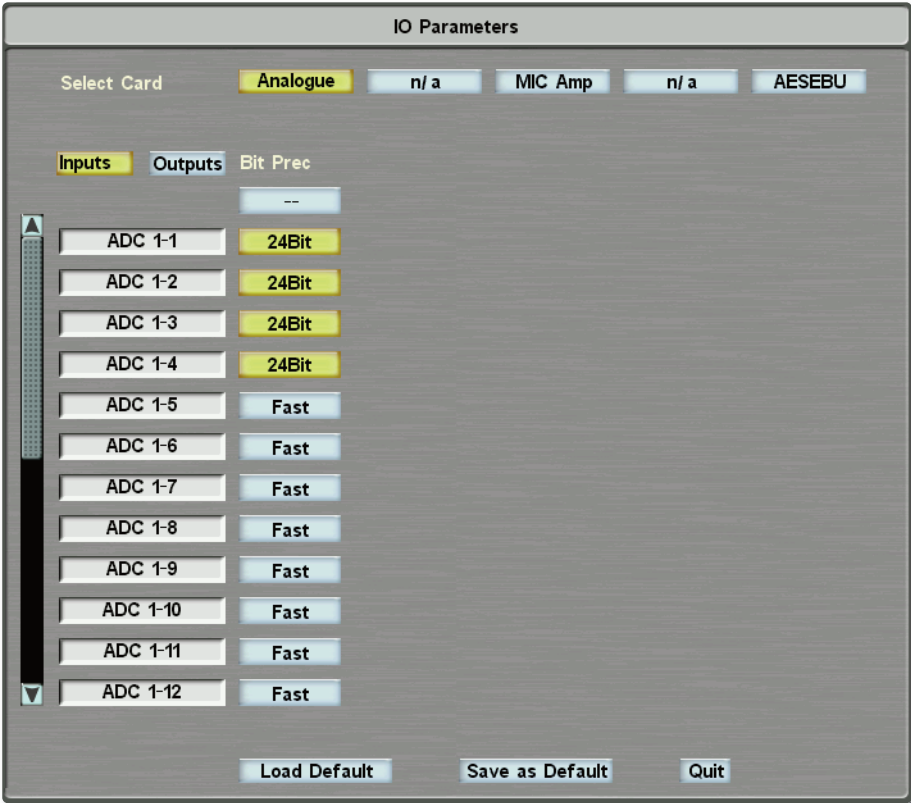 IO Parameters
Select Card Analogue n/a MIC Amp n/a AESEBU
Inputs Outputs Bit Prec
--
ADC 1-1 24Bit
ADC 1-2 24Bit
ADC 1-3 24Bit
ADC 1-4 24Bit
ADC 1-5 Fast
ADC 1-6 Fast
ADC 1-7 Fast
ADC 1-8 Fast
ADC 1-9 Fast
ADC 1-10 Fast
ADC 1-11 Fast
ADC 1-12 Fast
Load Default Save as Default Quit